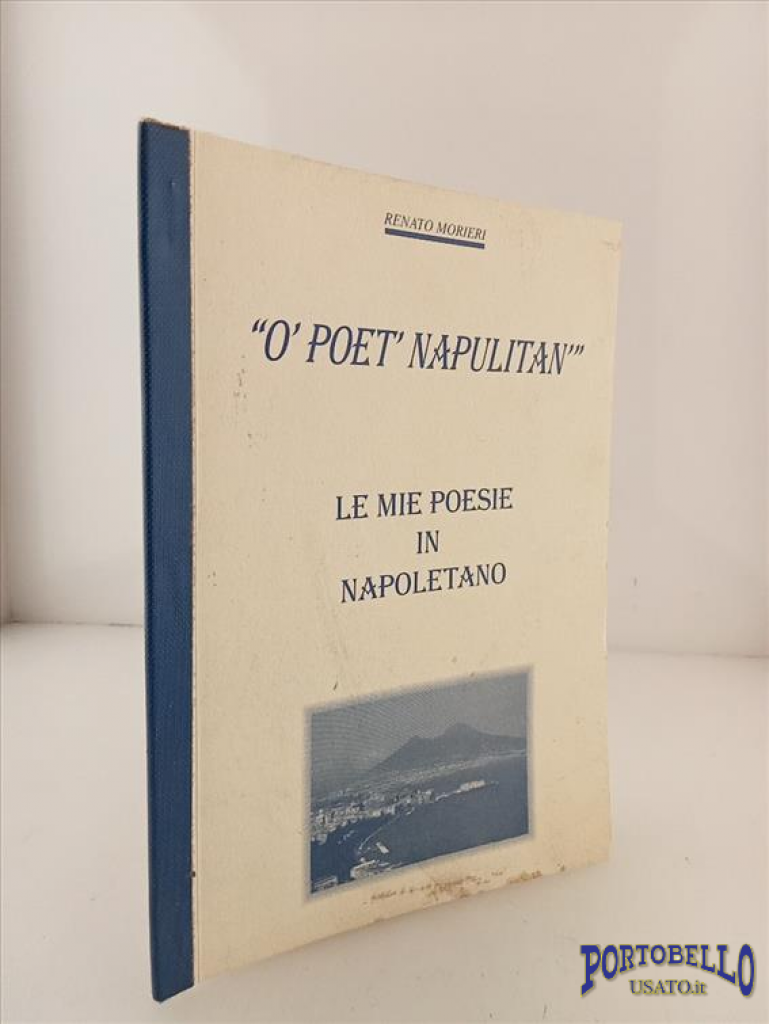 RENATO MORIERI
"O' POET' NAPULITAN'"
LE MIE POESIE
IN
NAPOLETANO
PORTOBELLO
USATO.it